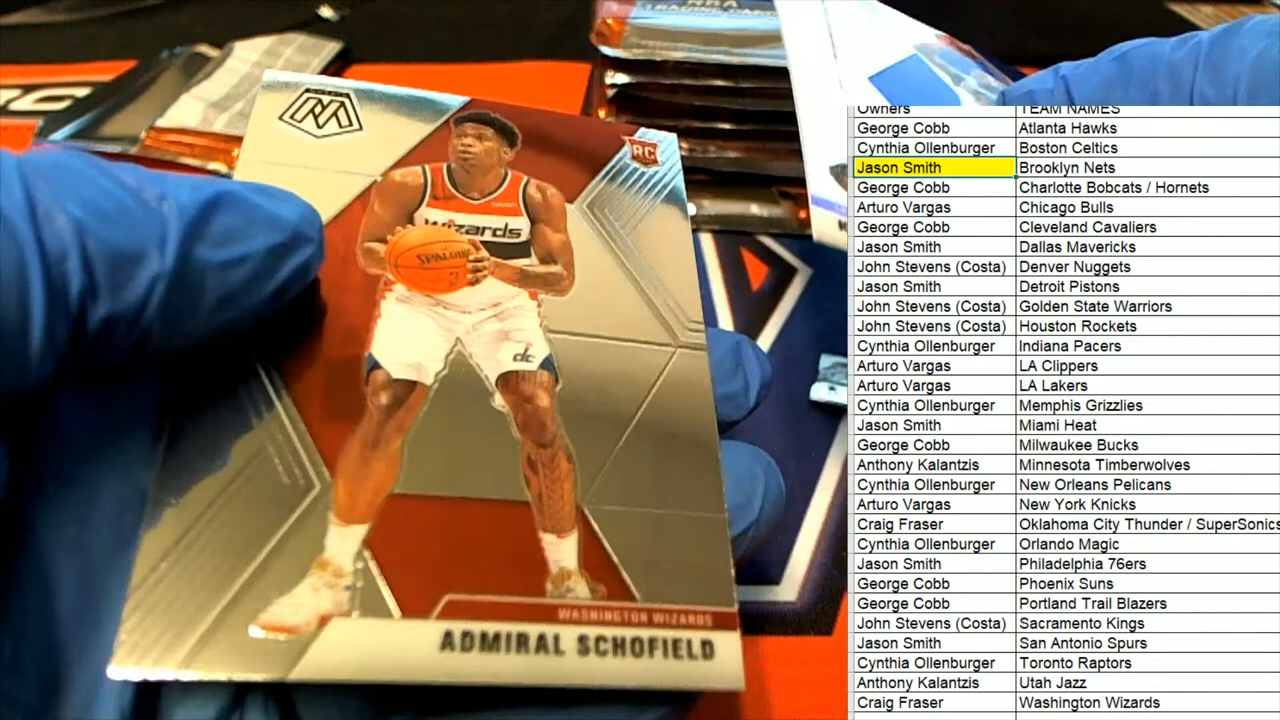 NBA
TRADING CARDS
RC
Wizards
SPALDING
dc
WASHINGTON WIZARDS
ADMIRAL SCHOFIELD
Owners TEAM NAMES
George Cobb Atlanta Hawks
Cynthia Ollenburger Boston Celtics
Jason Smith Brooklyn Nets
George Cobb Charlotte Bobcats / Hornets
Arturo Vargas Chicago Bulls
George Cobb Cleveland Cavaliers
Jason Smith Dallas Mavericks
John Stevens (Costa) Denver Nuggets
Jason Smith Detroit Pistons
John Stevens (Costa) Golden State Warriors
John Stevens (Costa) Houston Rockets
Cynthia Ollenburger Indiana Pacers
Arturo Vargas LA Clippers
Arturo Vargas LA Lakers
Cynthia Ollenburger Memphis Grizzlies
Jason Smith Miami Heat
George Cobb Milwaukee Bucks
Anthony Kalantzis Minnesota Timberwolves
Cynthia Ollenburger New Orleans Pelicans
Arturo Vargas New York Knicks
Craig Fraser Oklahoma City Thunder / SuperSonics
Cynthia Ollenburger Orlando Magic
Jason Smith Philadelphia 76ers
George Cobb Phoenix Suns
George Cobb Portland Trail Blazers
John Stevens (Costa) Sacramento Kings
Jason Smith San Antonio Spurs
Cynthia Ollenburger Toronto Raptors
Anthony Kalantzis Utah Jazz
Craig Fraser Washington Wizards